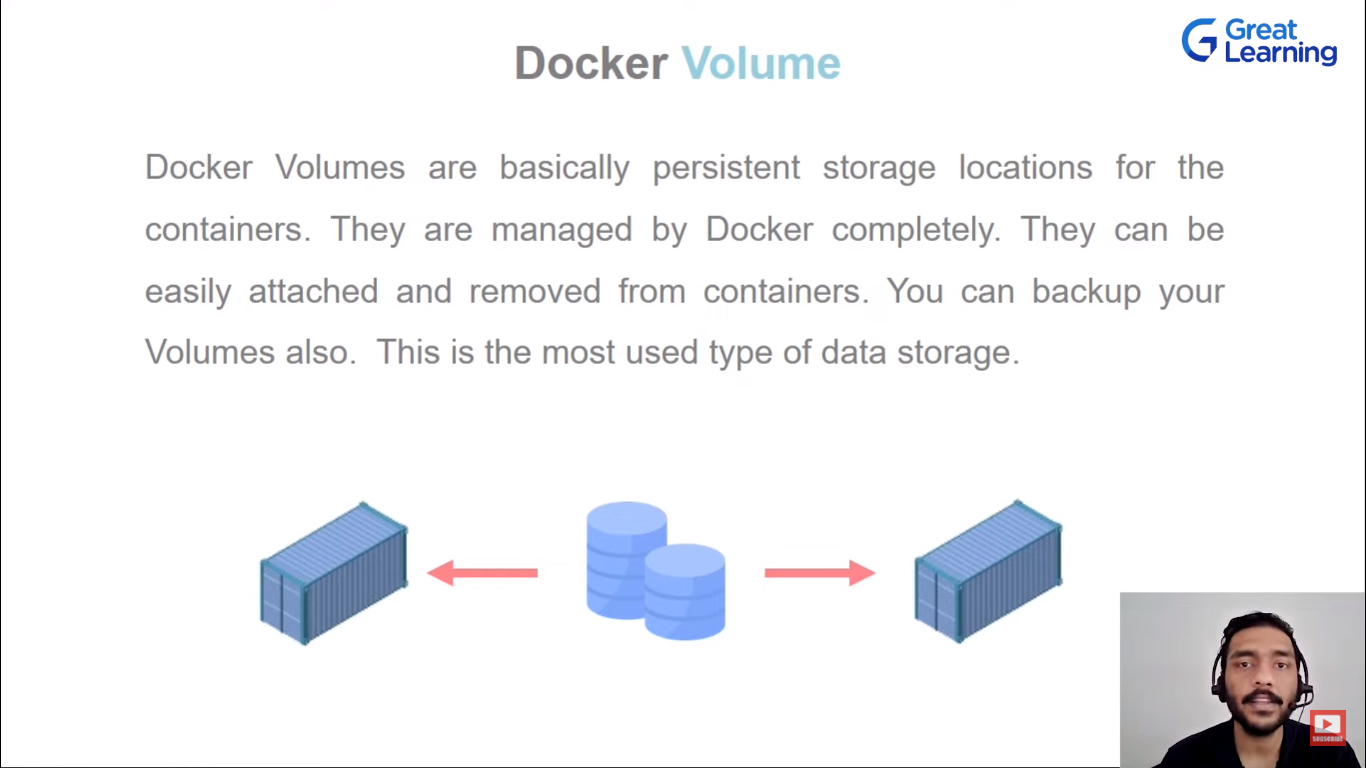 Great
Learning
Docker Volume
Docker Volumes are basically persistent storage locations for the
containers. They are managed by Docker completely. They can be
easily attached and removed from containers. You can backup your
Volumes also. This is the most used type of data storage.
SUBSCRIBE